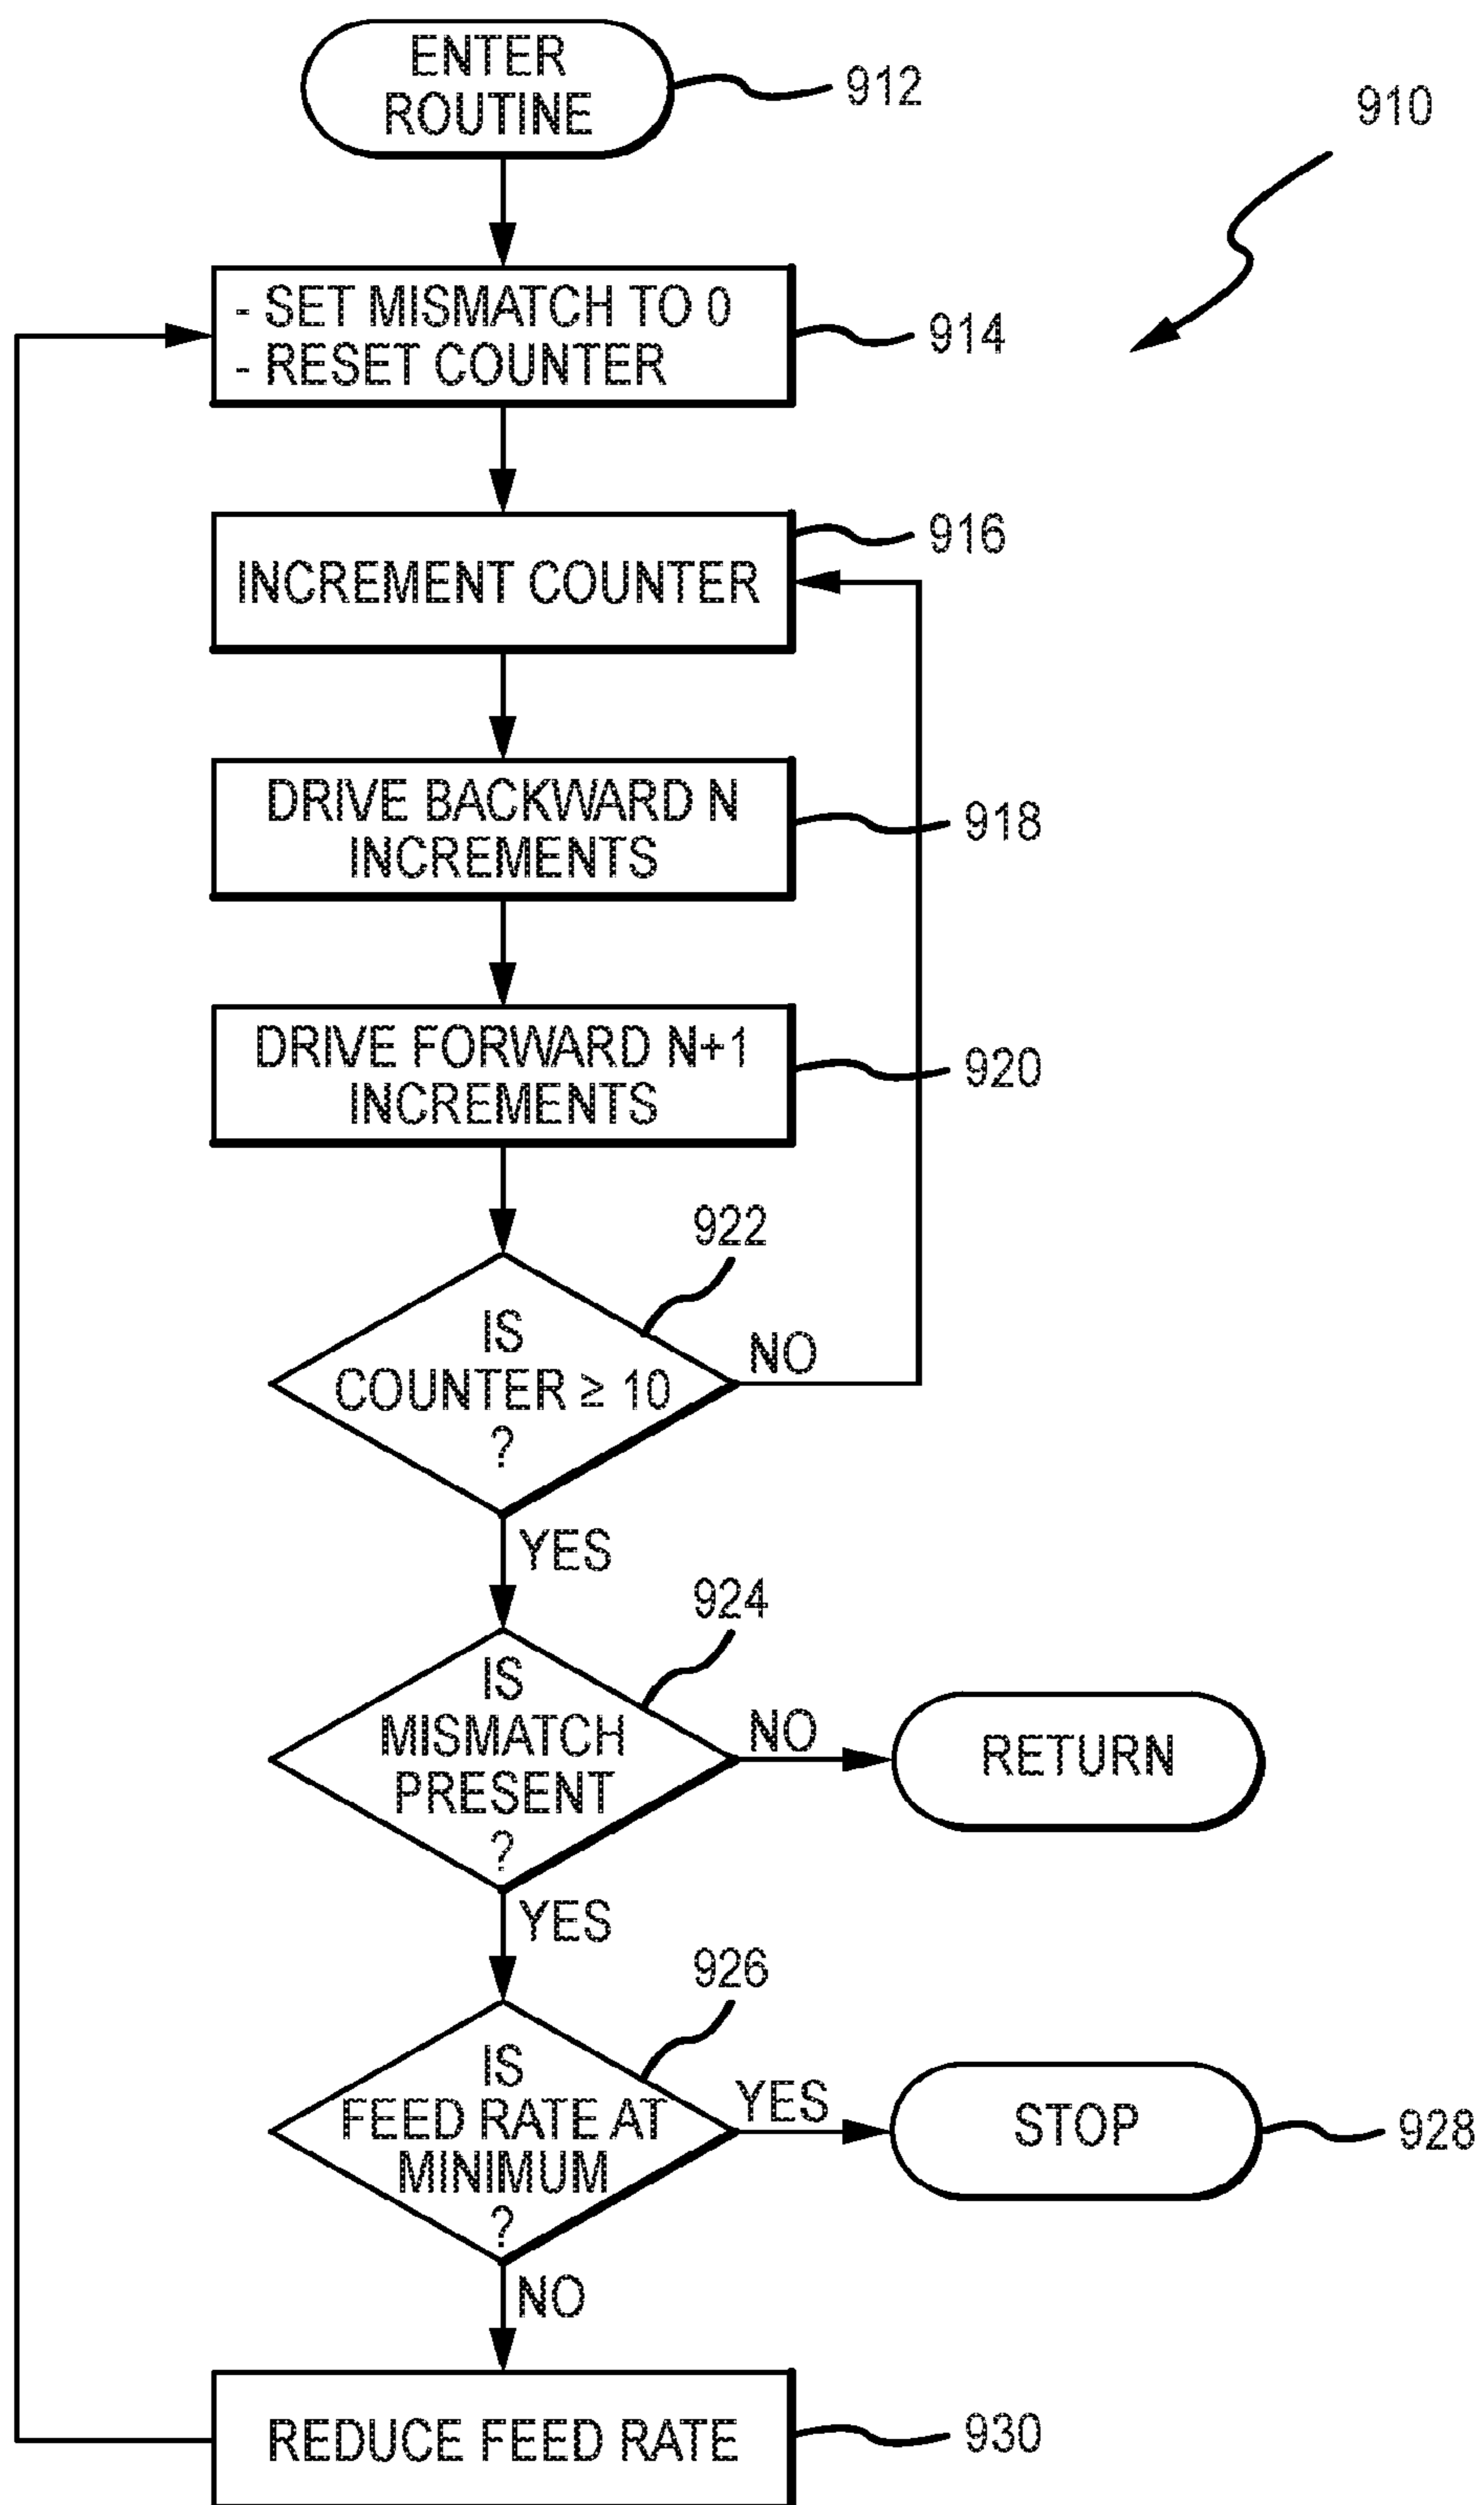 ENTER
ROUTINE
912
910
- SET MISMATCH TO 0
- RESET COUNTER
914
916
INCREMENT COUNTER
DRIVE BACKWARD N
INCREMENTS
918
DRIVE FORWARD N+1
INCREMENTS
920
922
IS
COUNTER ≥ 10
?
NO
YES
924
IS
MISMATCH
PRESENT
?
NO
RETURN
YES
926
IS
FEED RATE AT
MINIMUM
?
YES
STOP
928
NO
REDUCE FEED RATE
930